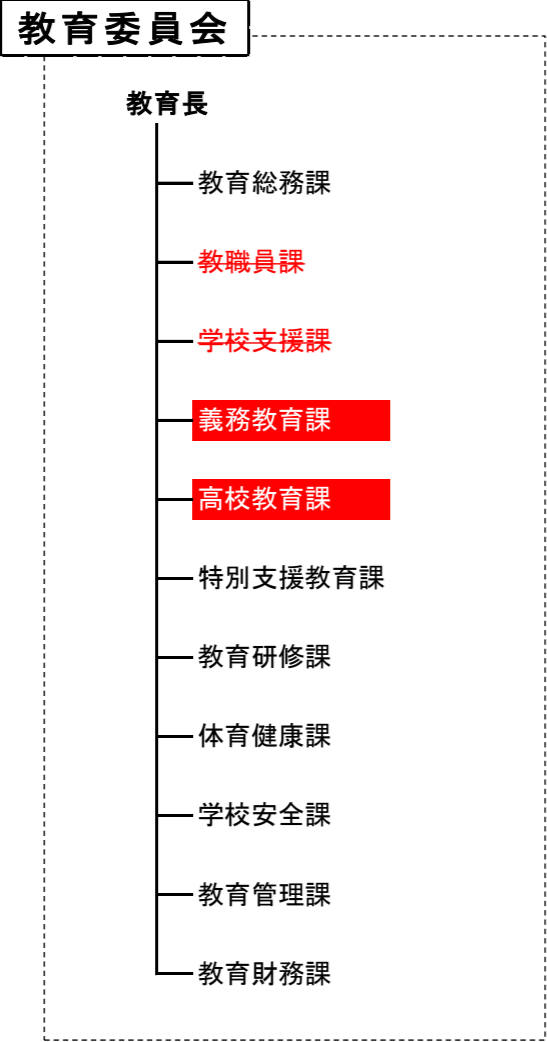 教育委員会
教育長
教育総務課
教職員課
学校支援課
義務教育課
高校教育課
特別支援教育課
教育研修課
体育健康課
学校安全課
教育管理課
教育財務課